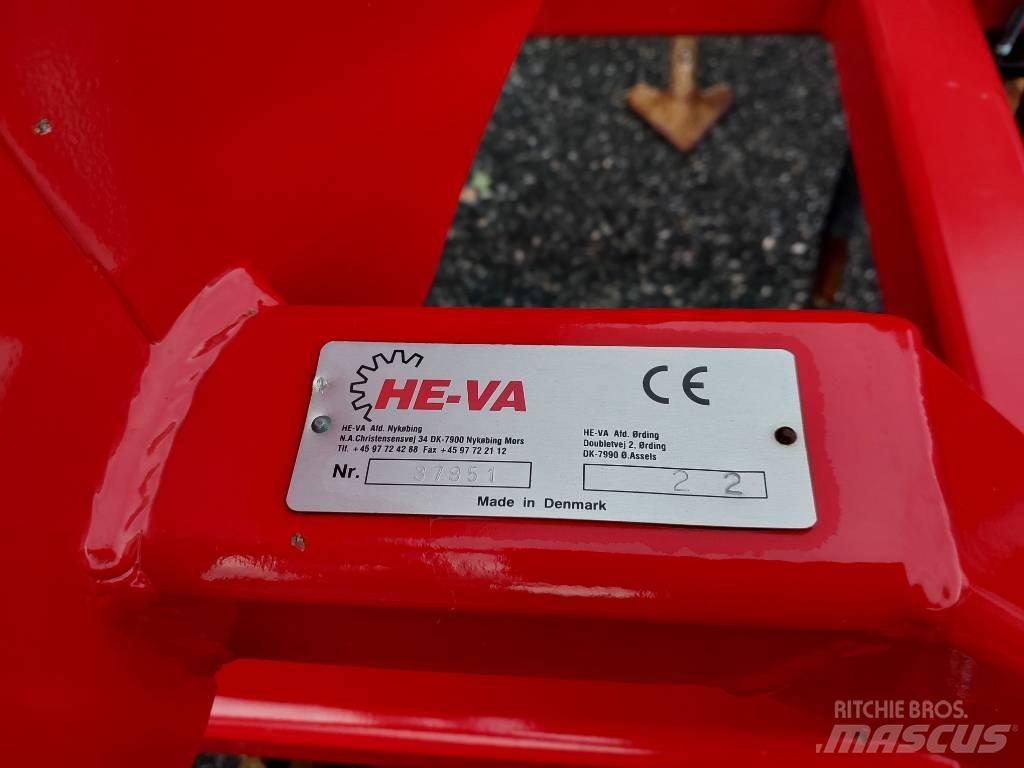 HE-VA
CE
HE-VA Afd. Nykøbing
N.A.Christensensvej 34 DK-7900 Nykøbing Mors
Tlf. +45 97 72 42 88 Fax +45 97 72 21 12
HE-VA Afd. Ørding
Doubletvej 2, Ørding
DK-7990 Ø.Assels
Nr. 37951
2 2
Made in Denmark
RITCHIE BROS.
MASCUS